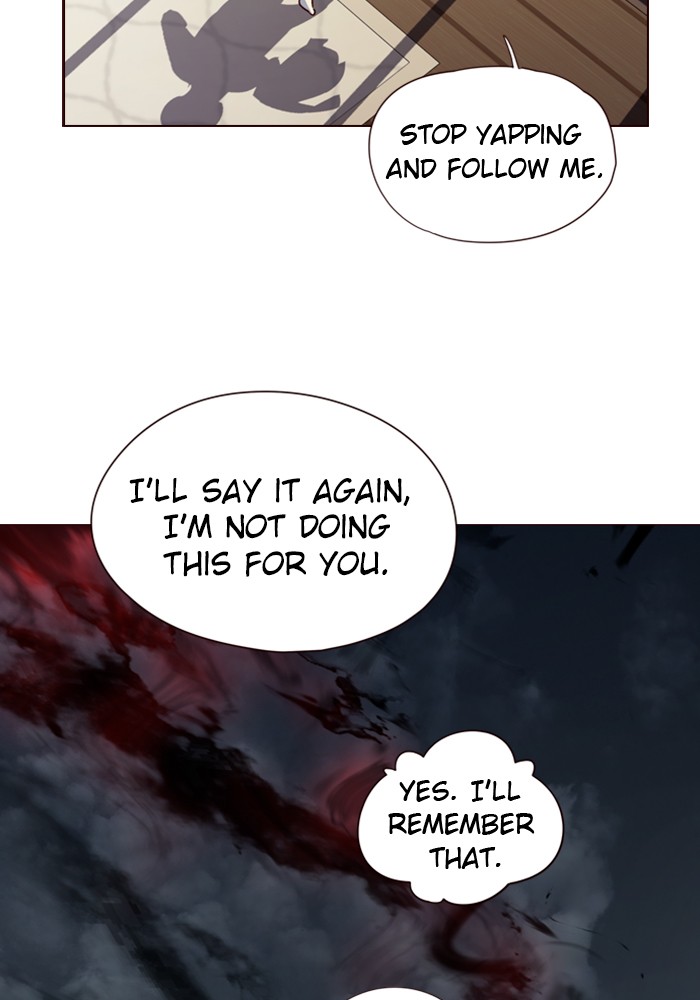 STOP YAPPING
AND FOLLOW ME.
I'LL SAY IT AGAIN,
I'M NOT DOING
THIS FOR YOU.
YES. I'LL
REMEMBER
THAT.